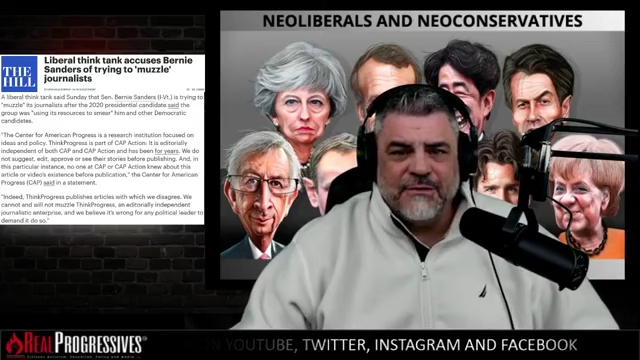 NEOLIBERALS AND NEOCONSERVATIVES
THE
HILL
Liberal think tank accuses Bernie
Sanders of trying to 'muzzle'
journalists
A liberal think tank said Sunday that Sen. Bernie Sanders (I-Vt.) is trying to
"muzzle" its journalists after the 2020 presidential candidate said the
group was "using its resources to smear" him and other Democratic
candidates.
"The Center for American Progress is a research institution focused on
ideas and policy. ThinkProgress is part of CAP Action. It is editorially
independent of both CAP and CAP Action and has been for years. We do
not suggest, edit, approve or see their stories before publishing. And, in
this particular instance, no one at CAP or CAP Action knew about this
article or video's existence before publication," the Center for American
Progress (CAP) said in a statement.
"Indeed, ThinkProgress publishes articles with which we disagree. We
cannot and will not muzzle ThinkProgress, an editorially independent
journalistic enterprise, and we believe it's wrong for any political leader to
demand it do so."
REALPROGRESSIVES
N YOUTUBE, TWITTER, INSTAGRAM AND FACEBOOK